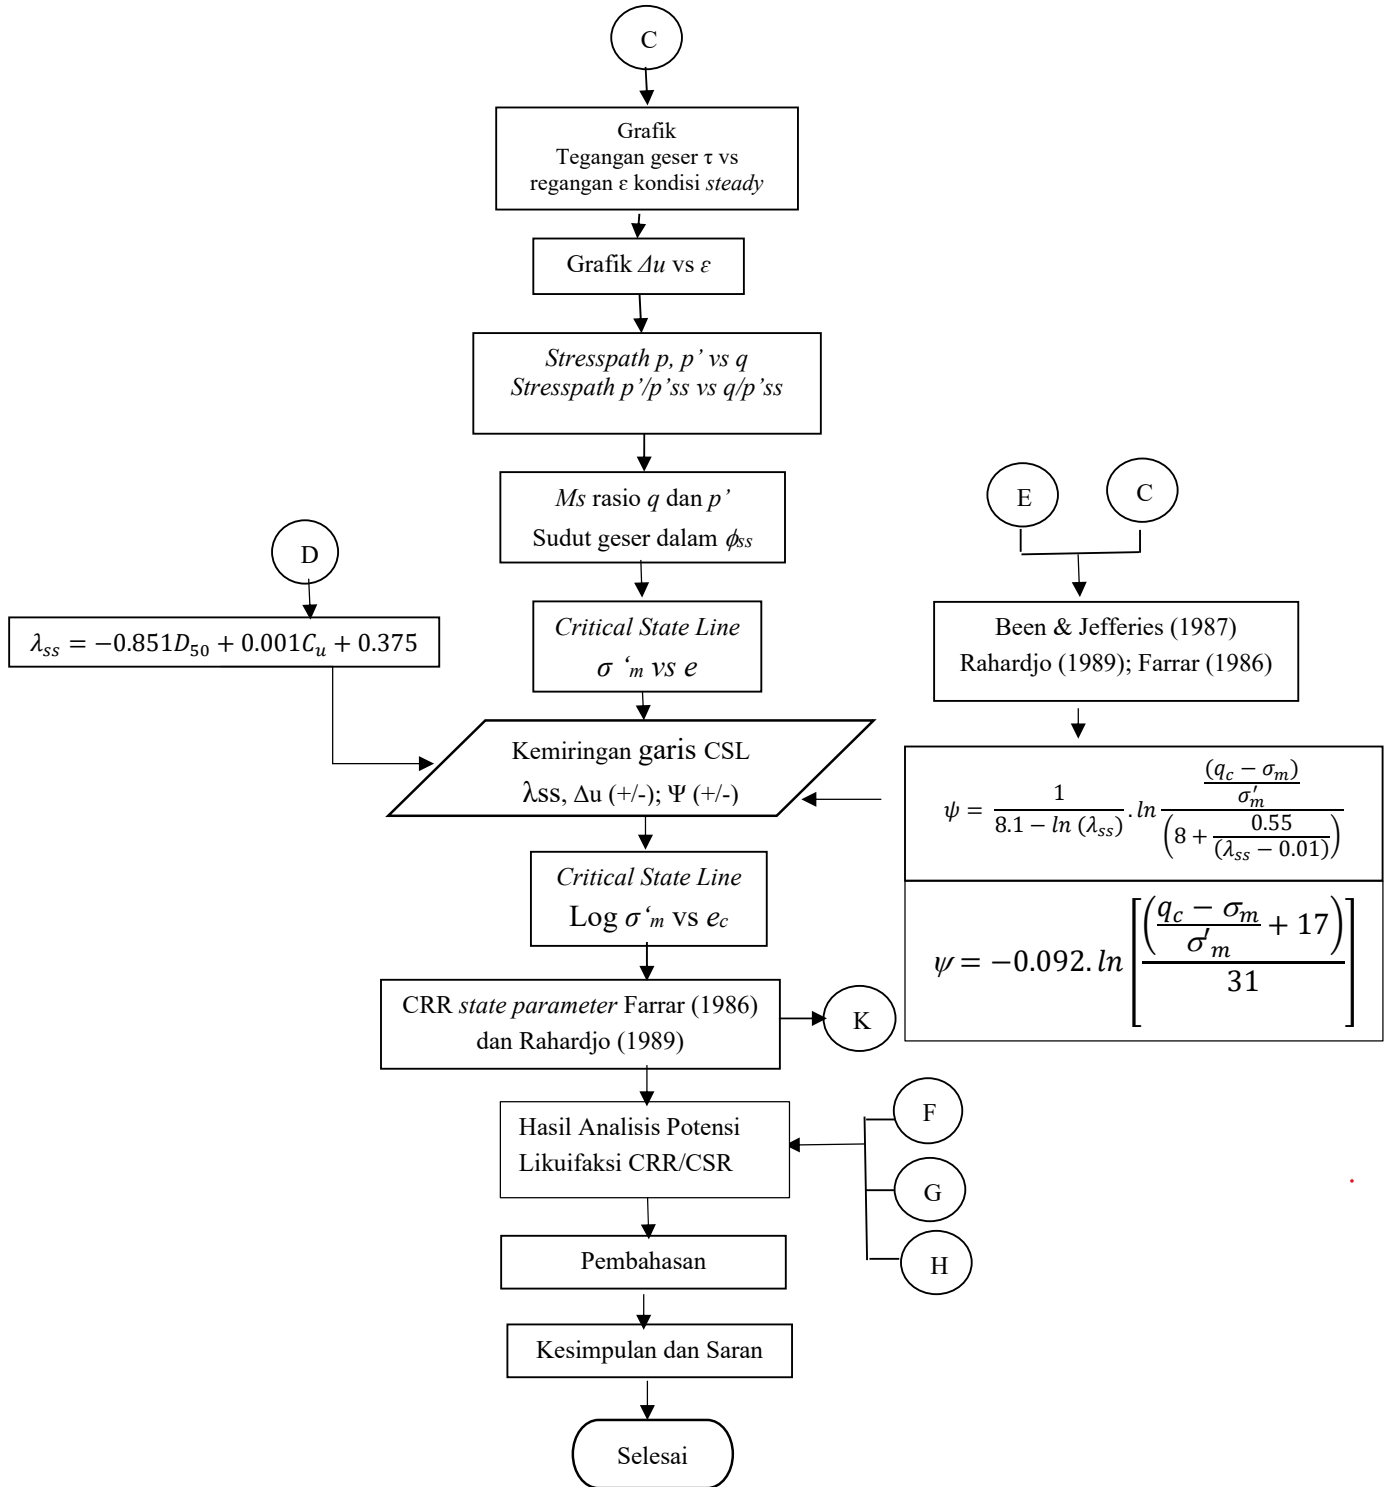 C
Grafik
Tegangan geser τ vs
regangan ε kondisi steady
Grafik Δu vs ε
Stresspath p, p’ vs q
Stresspath p’/p’ss vs q/p’ss
Ms rasio q dan p’
Sudut geser dalam ϕss
E
C
D
λss = −0.851D50 + 0.001Cu + 0.375
Critical State Line
σ ‘m vs e
Been & Jefferies (1987)
Rahardjo (1989); Farrar (1986)
Kemiringan garis CSL
λss, Δu (+/-); Ψ (+/-)
ψ = 1 / (8.1 − ln (λss)) . ln ((qc − σm) / σ′m) / (8 + 0.55 / (λss − 0.01))
Critical State Line
Log σ‘m vs ec
ψ = −0.092. ln [((qc − σm) / σ′m + 17) / 31]
CRR state parameter Farrar (1986)
dan Rahardjo (1989)
K
Hasil Analisis Potensi
Likuifaksi CRR/CSR
F
G
H
Pembahasan
Kesimpulan dan Saran
Selesai